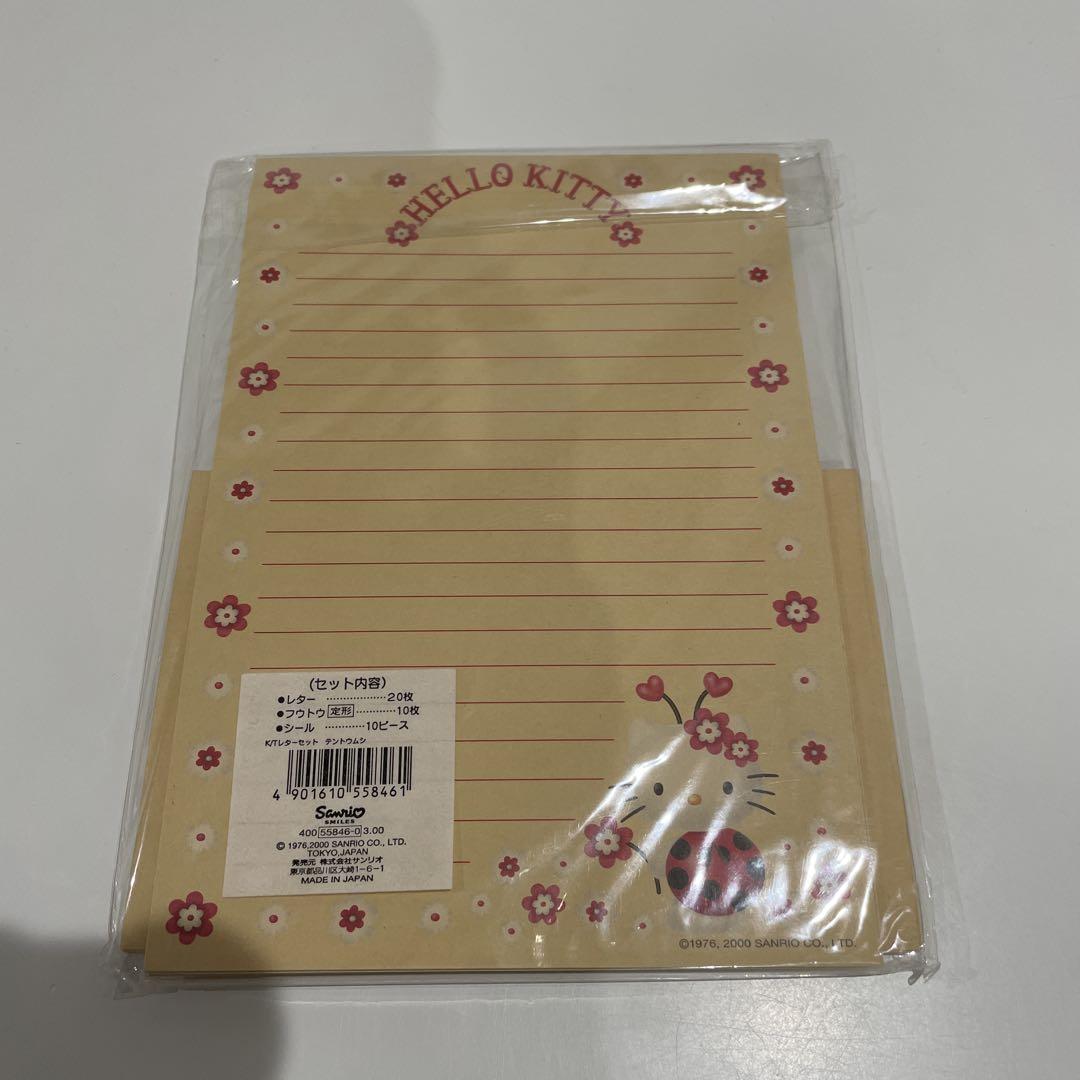 HELLO KITTY
(セット内容)
●レター ………………20枚
●フウトウ 定形 …………10枚
●シール …………10ピース
K/Tレターセット テントウムシ
4 901610 558461
Sanrio
SMILES
400 55846-0 3.00
© 1976,2000 SANRIO CO., LTD.
TOKYO,JAPAN
発売元 株式会社サンリオ
東京都品川区大崎1-6-1
MADE IN JAPAN
©1976, 2000 SANRIO CO., LTD.